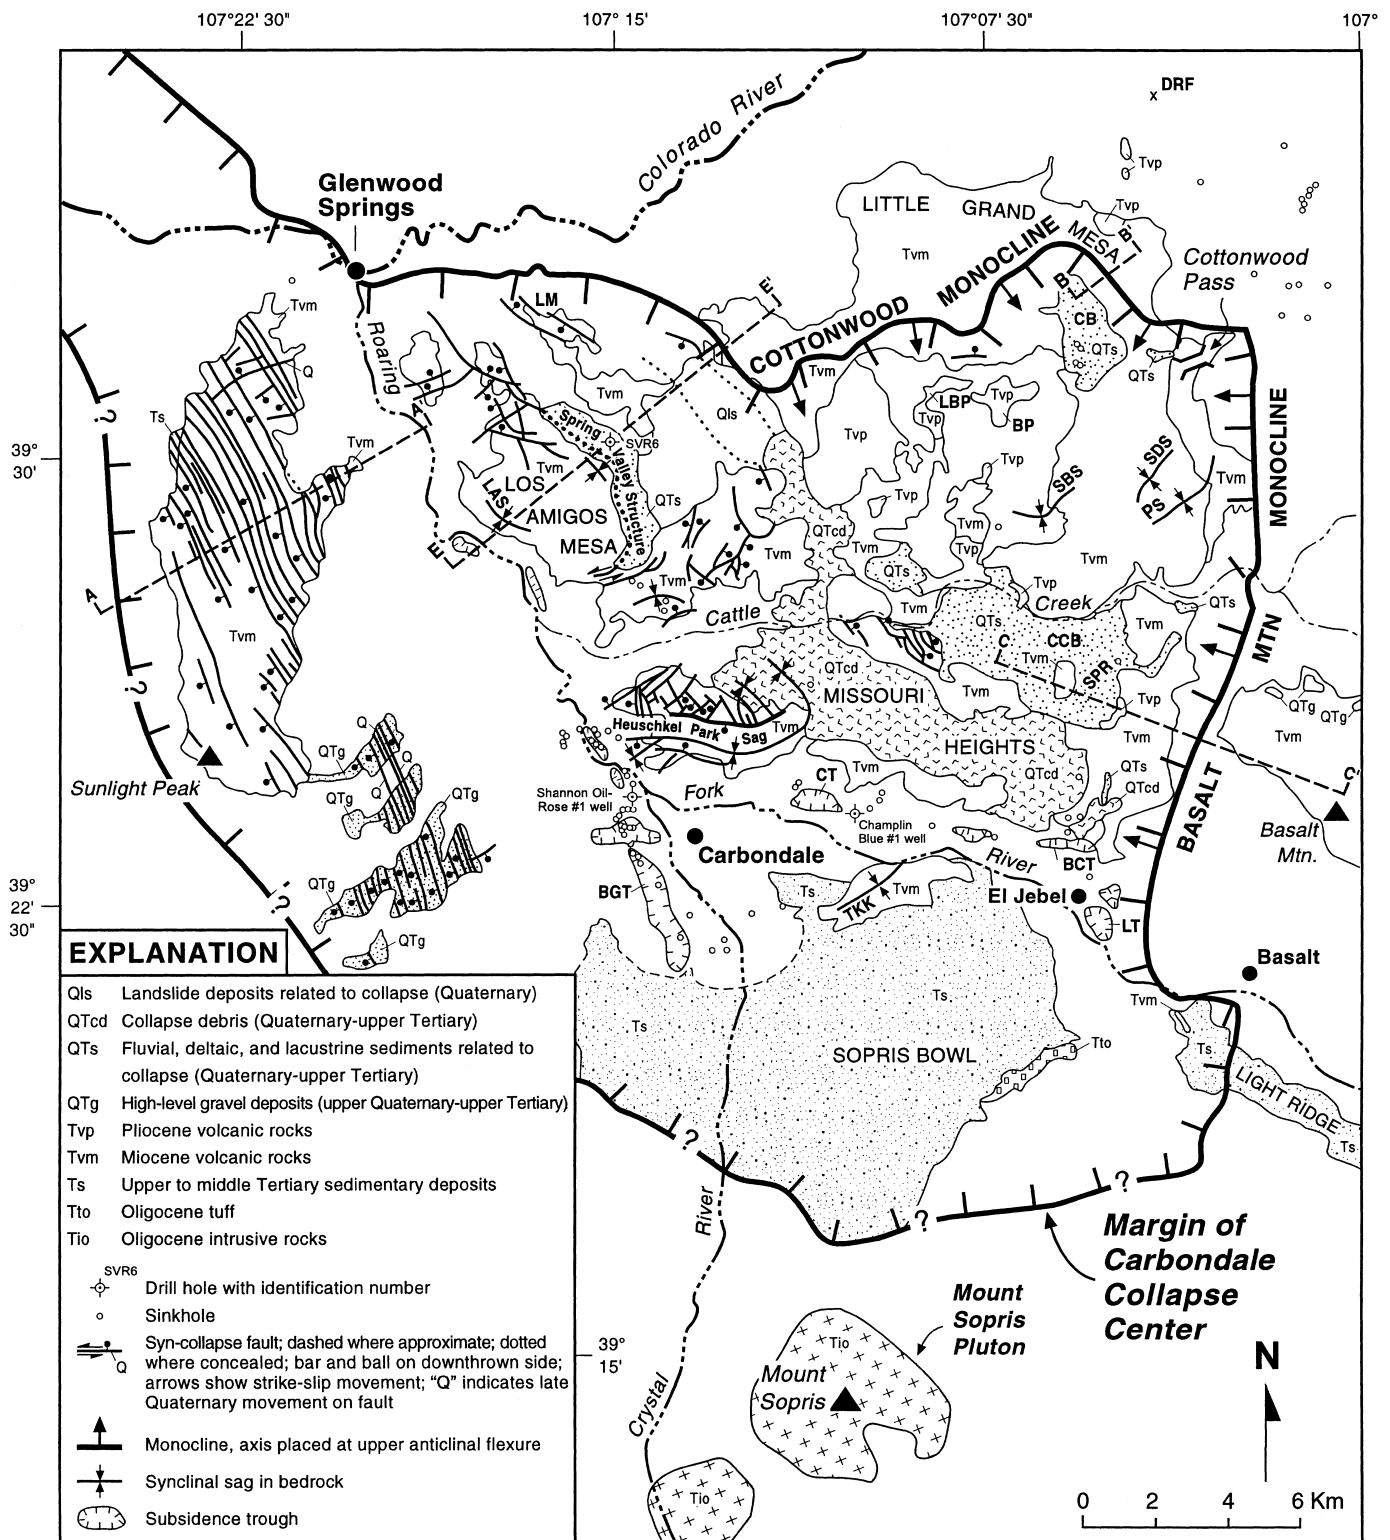 107°22' 30"
107° 15'
107°07' 30"
107°
DRF
Colorado River
Tvp
Glenwood
Springs
LITTLE GRAND MESA
Tvp
B'
Tvm
Cottonwood
Pass
COTTONWOOD MONOCLINE
B
E'
Tvm
LM
CB
QTs
Roaring
Q
Tvm
Tvm
QTs
?
Ts
A'
Qls
LBP
Tvp
Tvp
BP
Spring Valley Structure
SVR6
Tvp
MONOCLINE
39°
30'
Tvm
Tvm
LOS
AMIGOS
MESA
LAS
QTs
Tvp
SBS
SDS
PS
Tvm
Tvp
QTcd
Tvm
E
Tvm
Tvm
Tvp
Tvm
QTs
Tvm
Tvp
A
Cattle
Creek
Tvm
QTs
QTs
Tvm
CCB
C
Tvm
SPR
Tvm
MTN
QTcd
MISSOURI
Tvm
Tvp
?
QTg
QTg
Heuschkel Park Sag
Tvm
HEIGHTS
Tvm
Tvm
Q
QTg
Q
Sunlight Peak
Q
QTg
QTg
Fork
CT
Tvm
QTcd
QTs
QTcd
C'
Shannon Oil-
Rose #1 well
Champlin
Blue #1 well
BASALT
Basalt
Mtn.
Carbondale
River
BCT
39°
22'
30"
QTg
?
BGT
Ts
TKK
Tvm
El Jebel
LT
QTg
Basalt
EXPLANATION
Qls Landslide deposits related to collapse (Quaternary)
QTcd Collapse debris (Quaternary-upper Tertiary)
QTs Fluvial, deltaic, and lacustrine sediments related to
collapse (Quaternary-upper Tertiary)
QTg High-level gravel deposits (upper Quaternary-upper Tertiary)
Tvp Pliocene volcanic rocks
Tvm Miocene volcanic rocks
Ts Upper to middle Tertiary sedimentary deposits
Tto Oligocene tuff
Tio Oligocene intrusive rocks
SVR6
Drill hole with identification number
Sinkhole
Q
Syn-collapse fault; dashed where approximate; dotted
where concealed; bar and ball on downthrown side;
arrows show strike-slip movement; "Q" indicates late
Quaternary movement on fault
Monocline, axis placed at upper anticlinal flexure
Synclinal sag in bedrock
Subsidence trough
Ts
Ts
Tvm
SOPRIS BOWL
Tto
Ts
LIGHT RIDGE
Ts
?
?
?
River
Margin of
Carbondale
Collapse
Center
Mount
Sopris
Pluton
39°
15'
Tio
Mount
Sopris
Crystal
Tio
N
0 2 4 6 Km